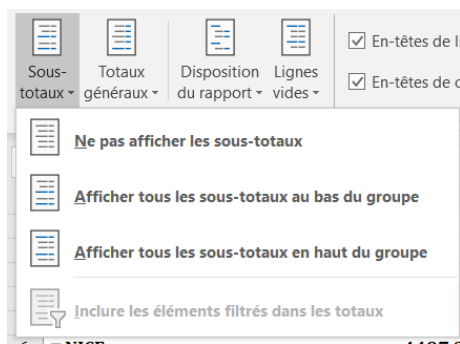 Sous-
totaux
Totaux
généraux
Disposition
du rapport
Lignes
vides
En-têtes de l
En-têtes de c
Ne pas afficher les sous-totaux
Afficher tous les sous-totaux au bas du groupe
Afficher tous les sous-totaux en haut du groupe
Inclure les éléments filtrés dans les totaux